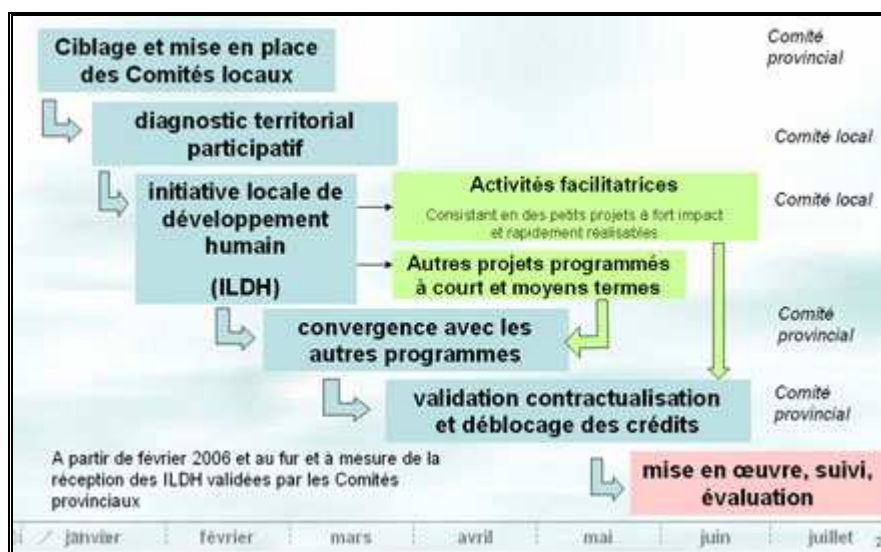 Ciblage et mise en place
des Comités locaux
Comité
provincial
diagnostic territorial
participatif
Comité local
initiative locale de
développement
humain
(ILDH)
Activités facilitatrices
Consistant en des petits projets à fort impact
et rapidement réalisables
Comité local
Autres projets programmés
à court et moyens termes
convergence avec les
autres programmes
Comité
provincial
validation contractualisation
et déblocage des crédits
Comité
provincial
A partir de février 2006 et au fur et à mesure de la
réception des ILDH validées par les Comités
provinciaux
mise en œuvre, suivi,
évaluation
janvier février mars avril mai juin juillet